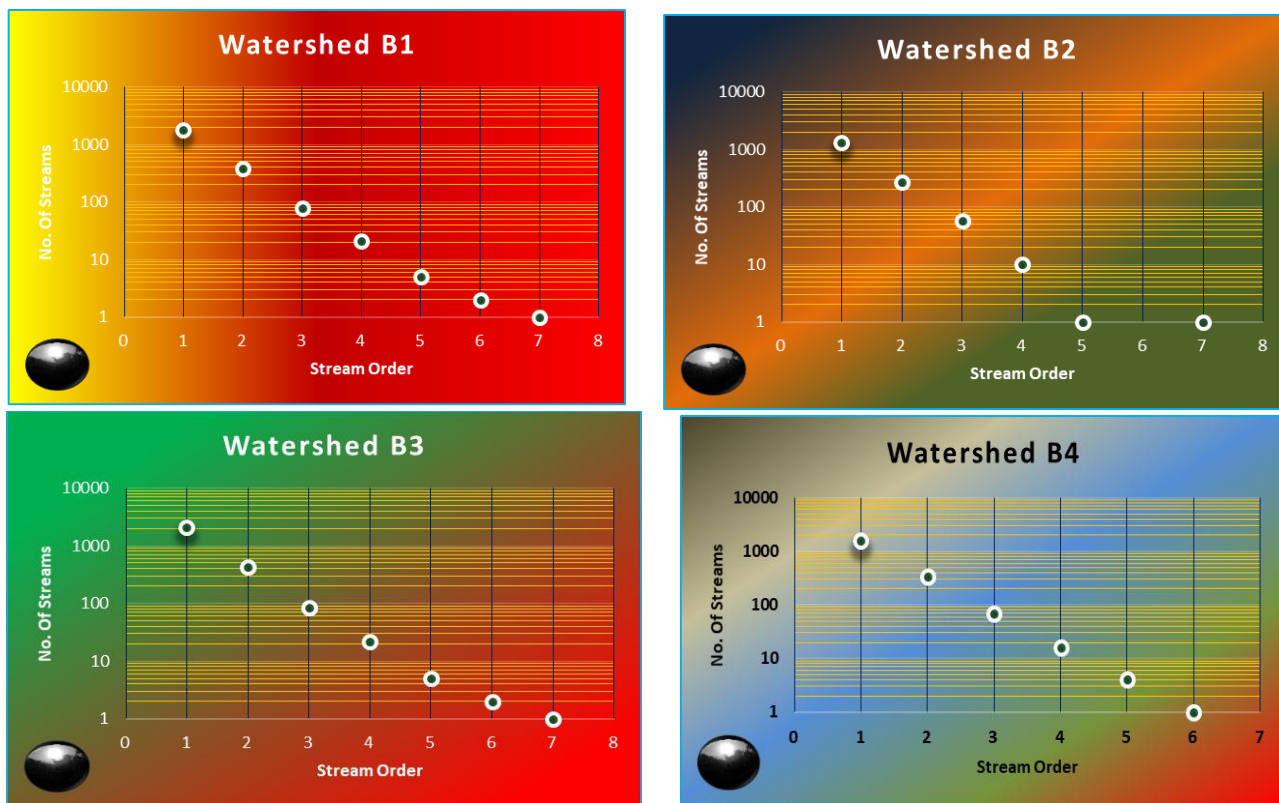 Watershed B1
No. Of Streams
10000
1000
100
10
1
0 1 2 3 4 5 6 7 8
Stream Order
Watershed B2
No. Of Streams
10000
1000
100
10
1
0 1 2 3 4 5 6 7 8
Stream Order
Watershed B3
No. Of Streams
10000
1000
100
10
1
0 1 2 3 4 5 6 7 8
Stream Order
Watershed B4
No. Of Streams
10000
1000
100
10
1
0 1 2 3 4 5 6 7
Stream Order